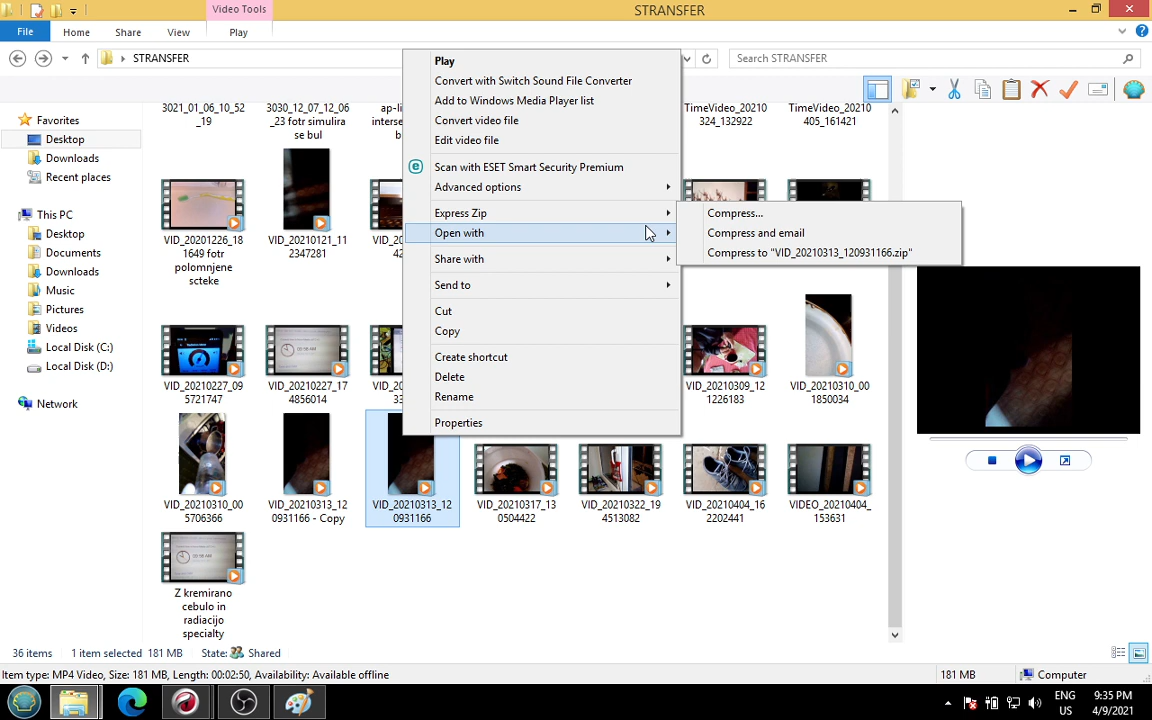 Video Tools
STRANSFER
File
Home
Share
View
Play
STRANSFER
Search STRANSFER
Favorites
Desktop
Downloads
Recent places
This PC
Desktop
Documents
Downloads
Music
Pictures
Videos
Local Disk (C:)
Local Disk (D:)
Network
3021_01_06_10_52
_19
3030_12_07_12_06
_23 fotr simulira
se bul
ap-li
interse
b
TimeVideo_20210
324_132922
TimeVideo_20210
405_161421
VID_20201226_18
1649 fotr
polomnjene
scteke
VID_20210121_11
2347281
VID_20
42
VID_20210227_09
5721747
VID_20210227_17
4856014
VID_20
33
VID_20210309_12
1226183
VID_20210310_00
1850034
VID_20210310_00
5706366
VID_20210313_12
0931166 - Copy
VID_20210313_12
0931166
VID_20210317_13
0504422
VID_20210322_19
4513082
VID_20210404_16
2202441
VIDEO_20210404_
153631
Z kremirano
cebulo in
radiacijo
specialty
Play
Convert with Switch Sound File Converter
Add to Windows Media Player list
Convert video file
Edit video file
Scan with ESET Smart Security Premium
Advanced options
Express Zip
Open with
Share with
Send to
Cut
Copy
Create shortcut
Delete
Rename
Properties
Compress...
Compress and email
Compress to "VID_20210313_120931166.zip"
36 items
1 item selected 181 MB
State:
Shared
Item type: MP4 Video, Size: 181 MB, Length: 00:02:50, Availability: Available offline
181 MB
Computer
ENG
US
9:35 PM
4/9/2021